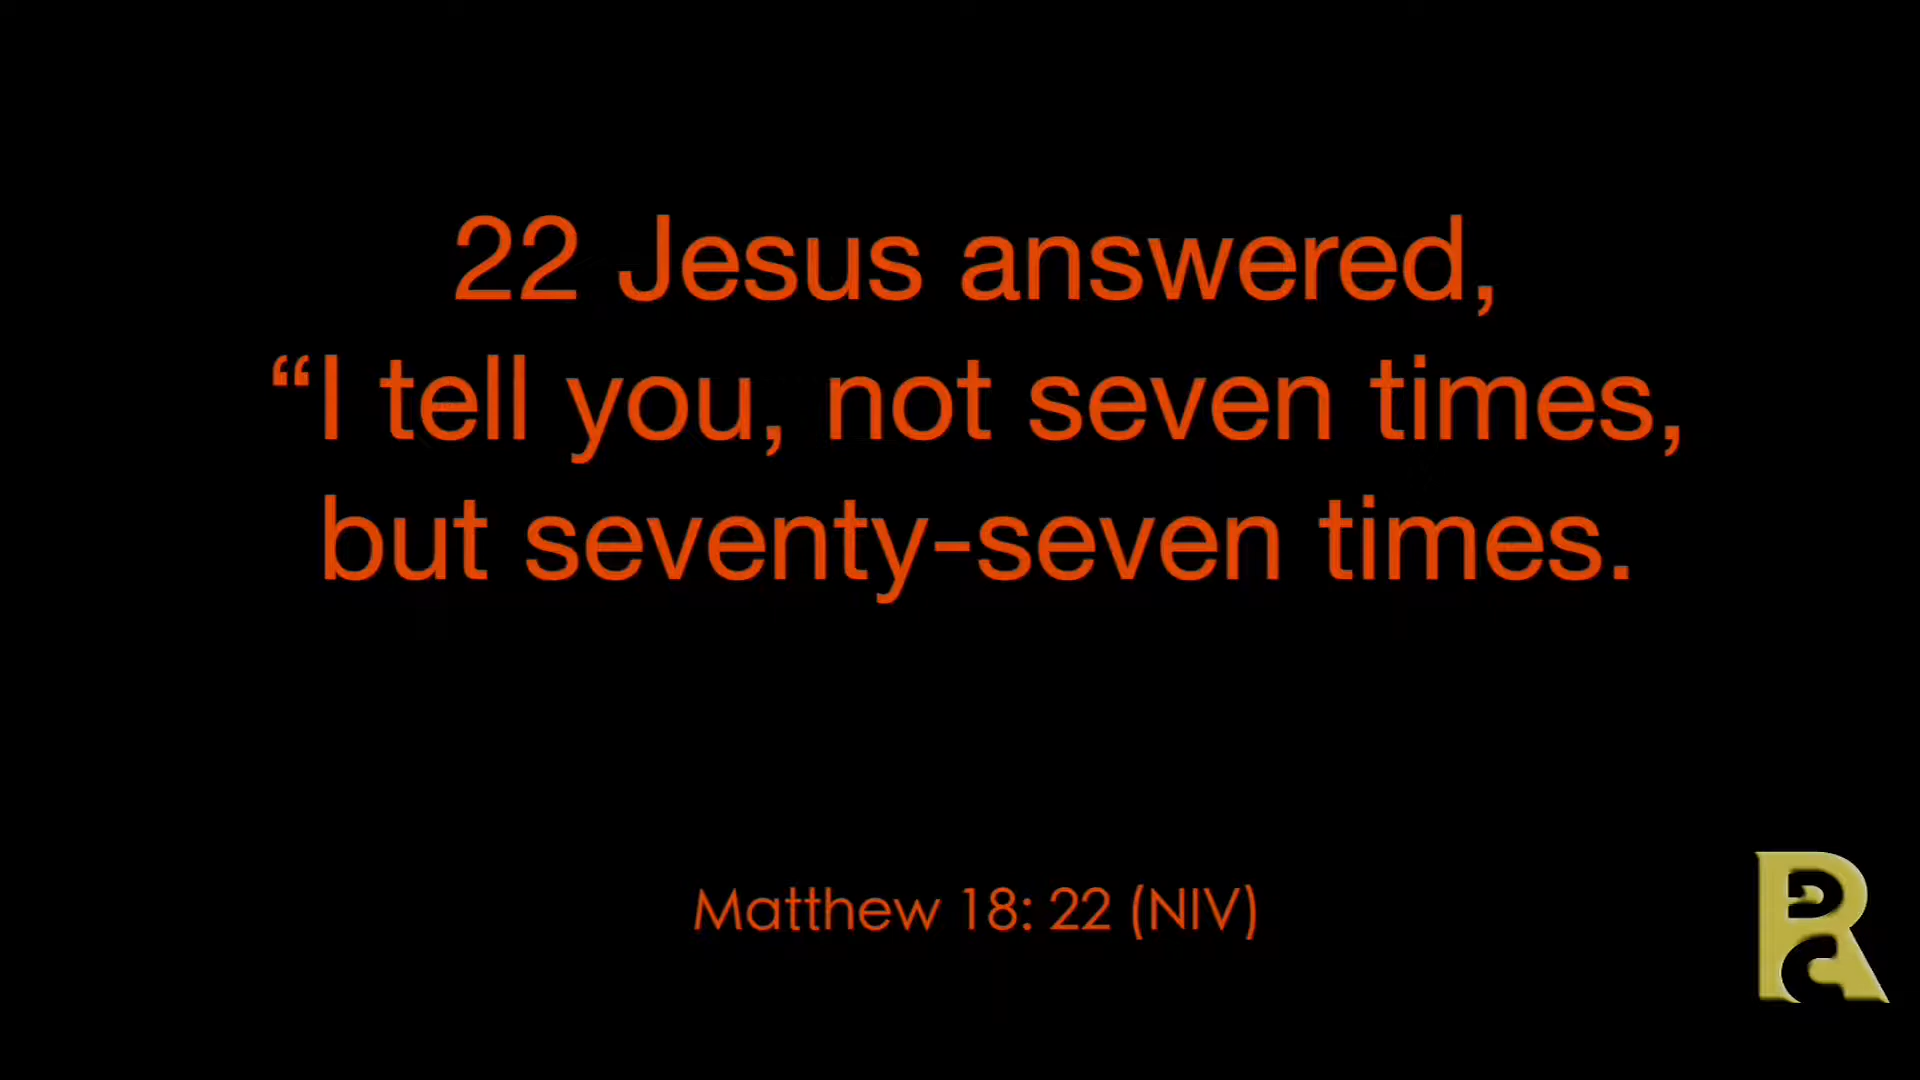 22 Jesus answered,
“I tell you, not seven times,
but seventy-seven times.
Matthew 18: 22 (NIV)